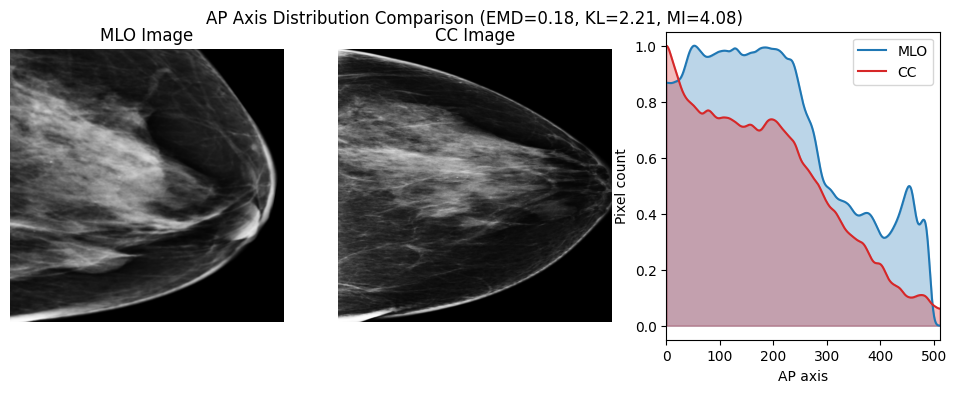 AP Axis Distribution Comparison (EMD=0.18, KL=2.21, MI=4.08)
MLO Image
CC Image
MLO
CC
Pixel count
1.0
0.8
0.6
0.4
0.2
0.0
0 100 200 300 400 500
AP axis